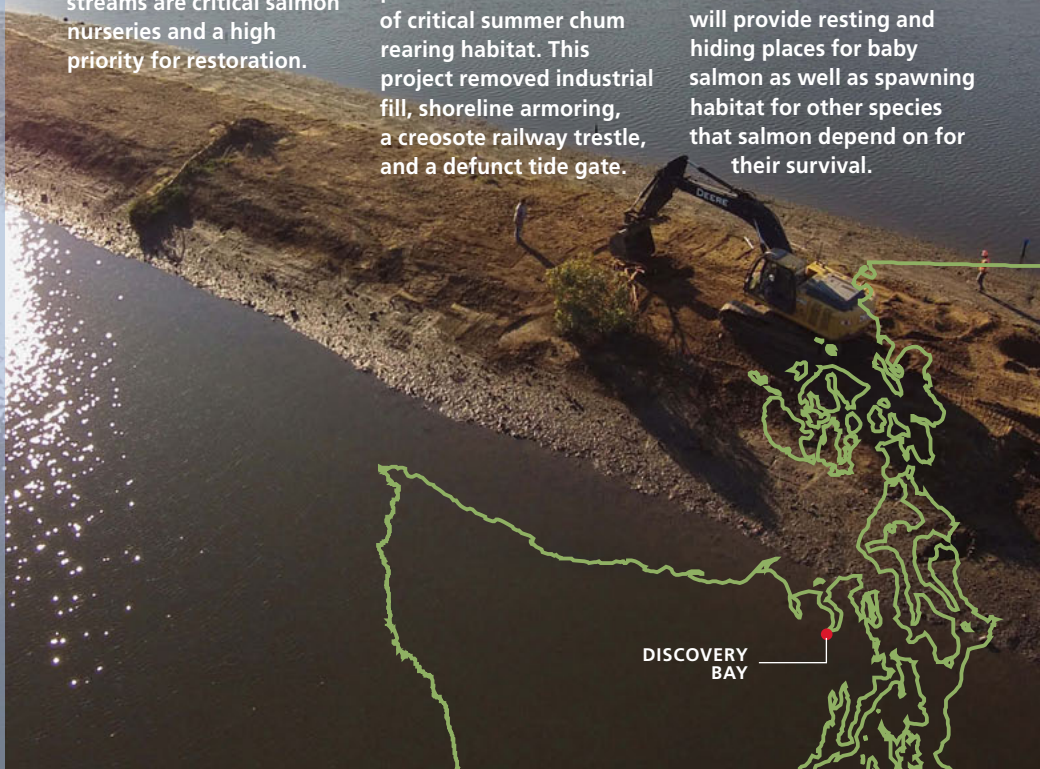 streams are critical salmon
nurseries and a high
priority for restoration.
of critical summer chum
rearing habitat. This
project removed industrial
fill, shoreline armoring,
a creosote railway trestle,
and a defunct tide gate.
will provide resting and
hiding places for baby
salmon as well as spawning
habitat for other species
that salmon depend on for
their survival.
DEERE
DISCOVERY
BAY